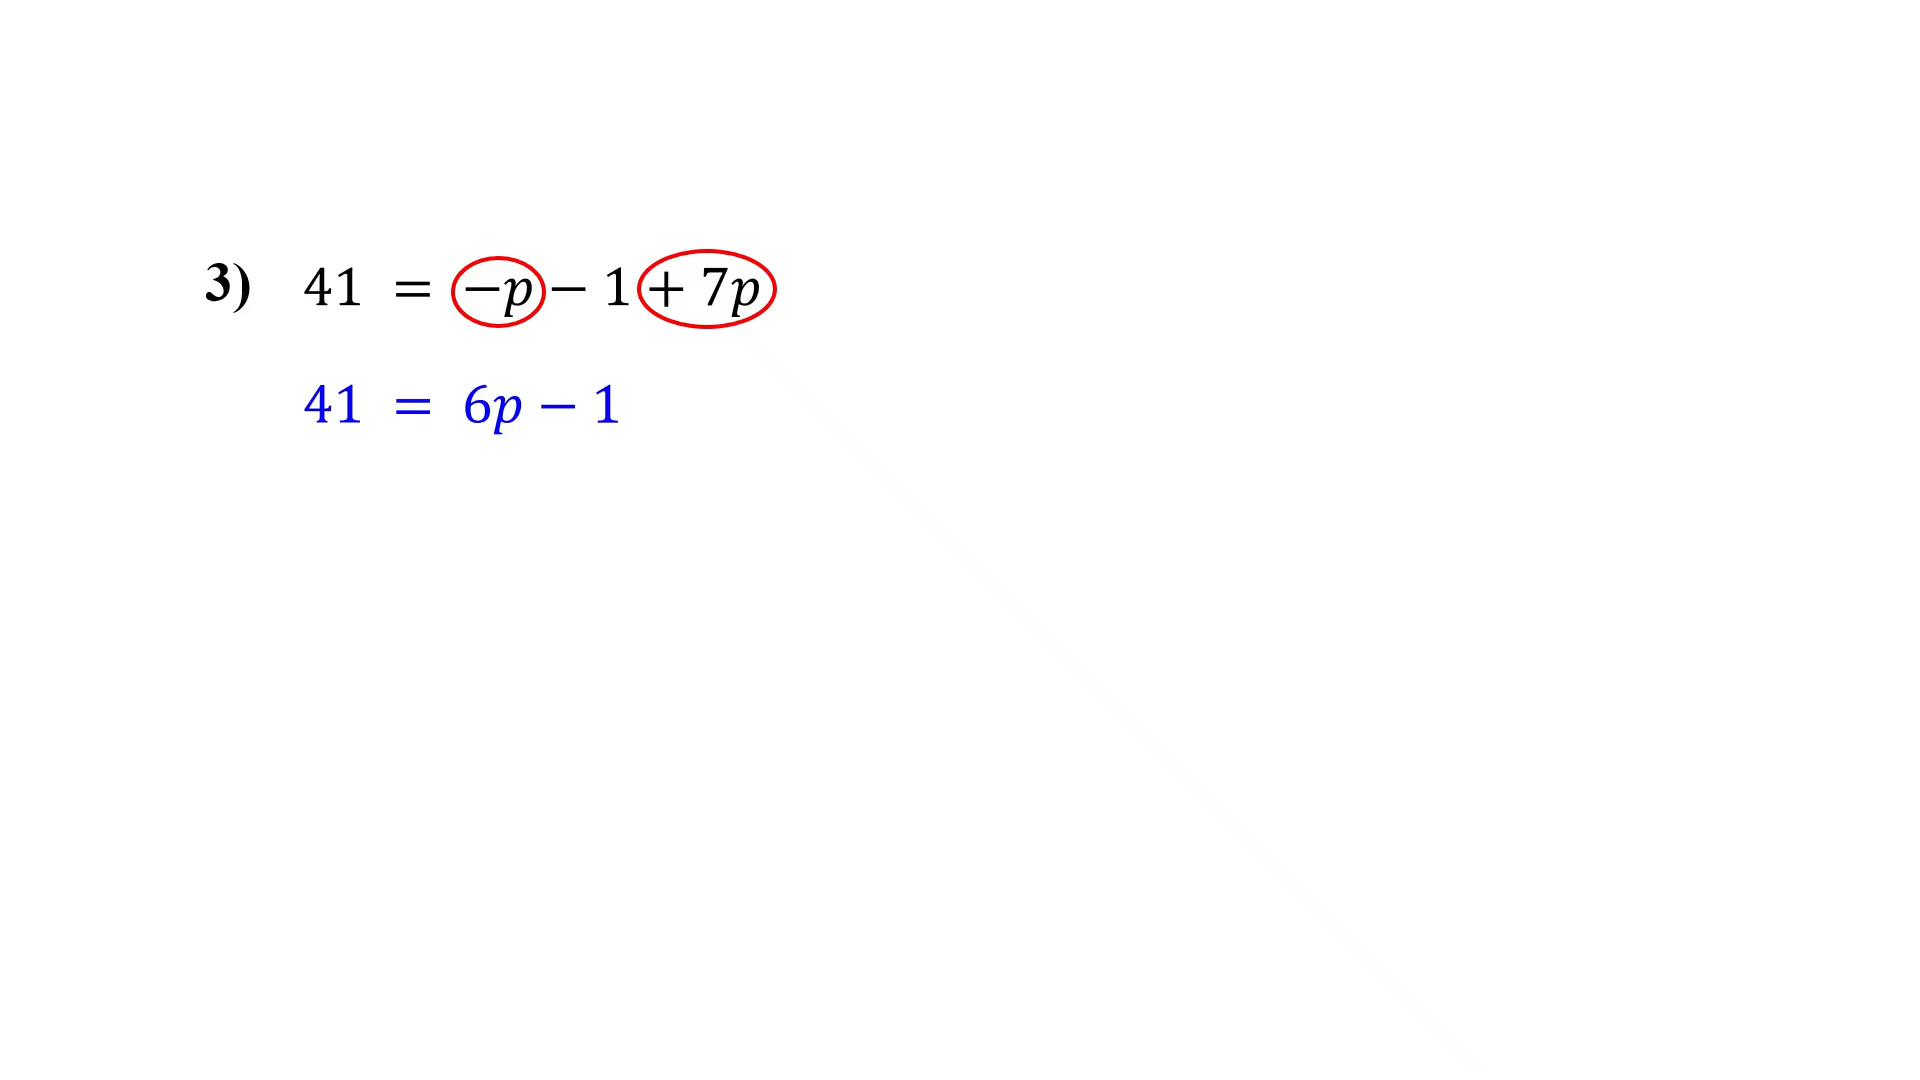 3) 41 = −p − 1 + 7p
41 = 6p − 1